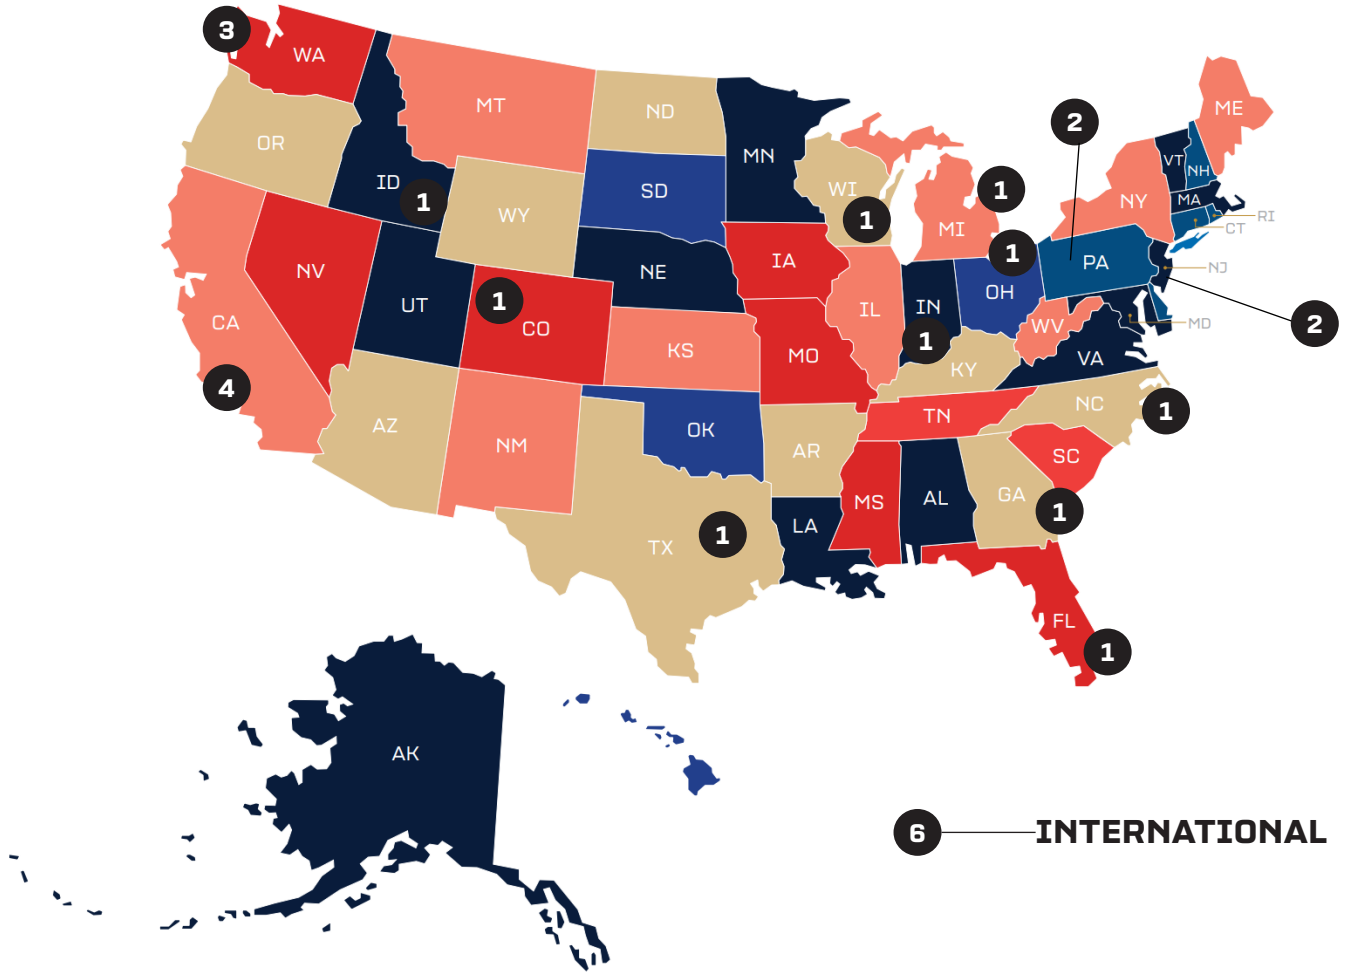 3
WA
MT
ND
MN
ME
2
OR
ID
1
WY
SD
WI
1
MI
1
VT
NH
NY
MA
RI
CT
NV
UT
1
CO
NE
IA
1
OH
PA
NJ
CA
4
KS
MO
IL
IN
1
WV
VA
MD
2
KY
AZ
NM
OK
AR
TN
NC
1
SC
TX
1
LA
MS
AL
GA
1
FL
1
AK
6
INTERNATIONAL